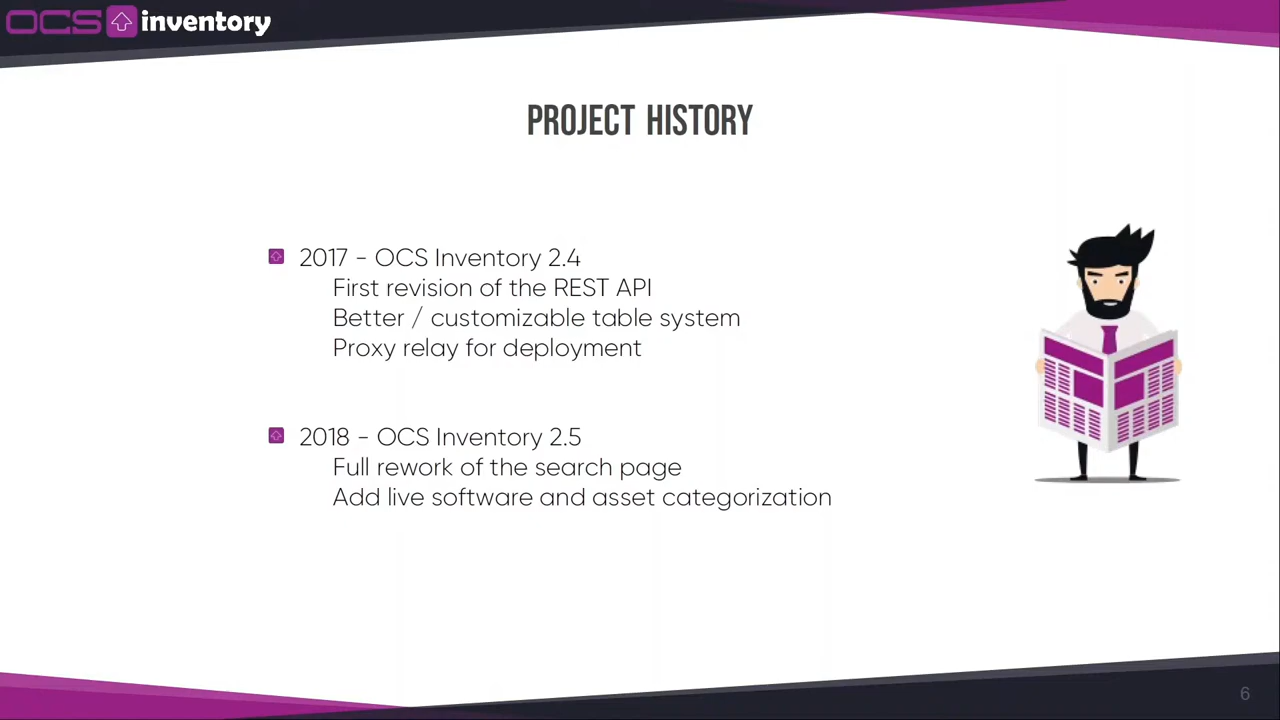 OCS inventory
PROJECT HISTORY
2017 - OCS Inventory 2.4
First revision of the REST API
Better / customizable table system
Proxy relay for deployment
2018 - OCS Inventory 2.5
Full rework of the search page
Add live software and asset categorization
6